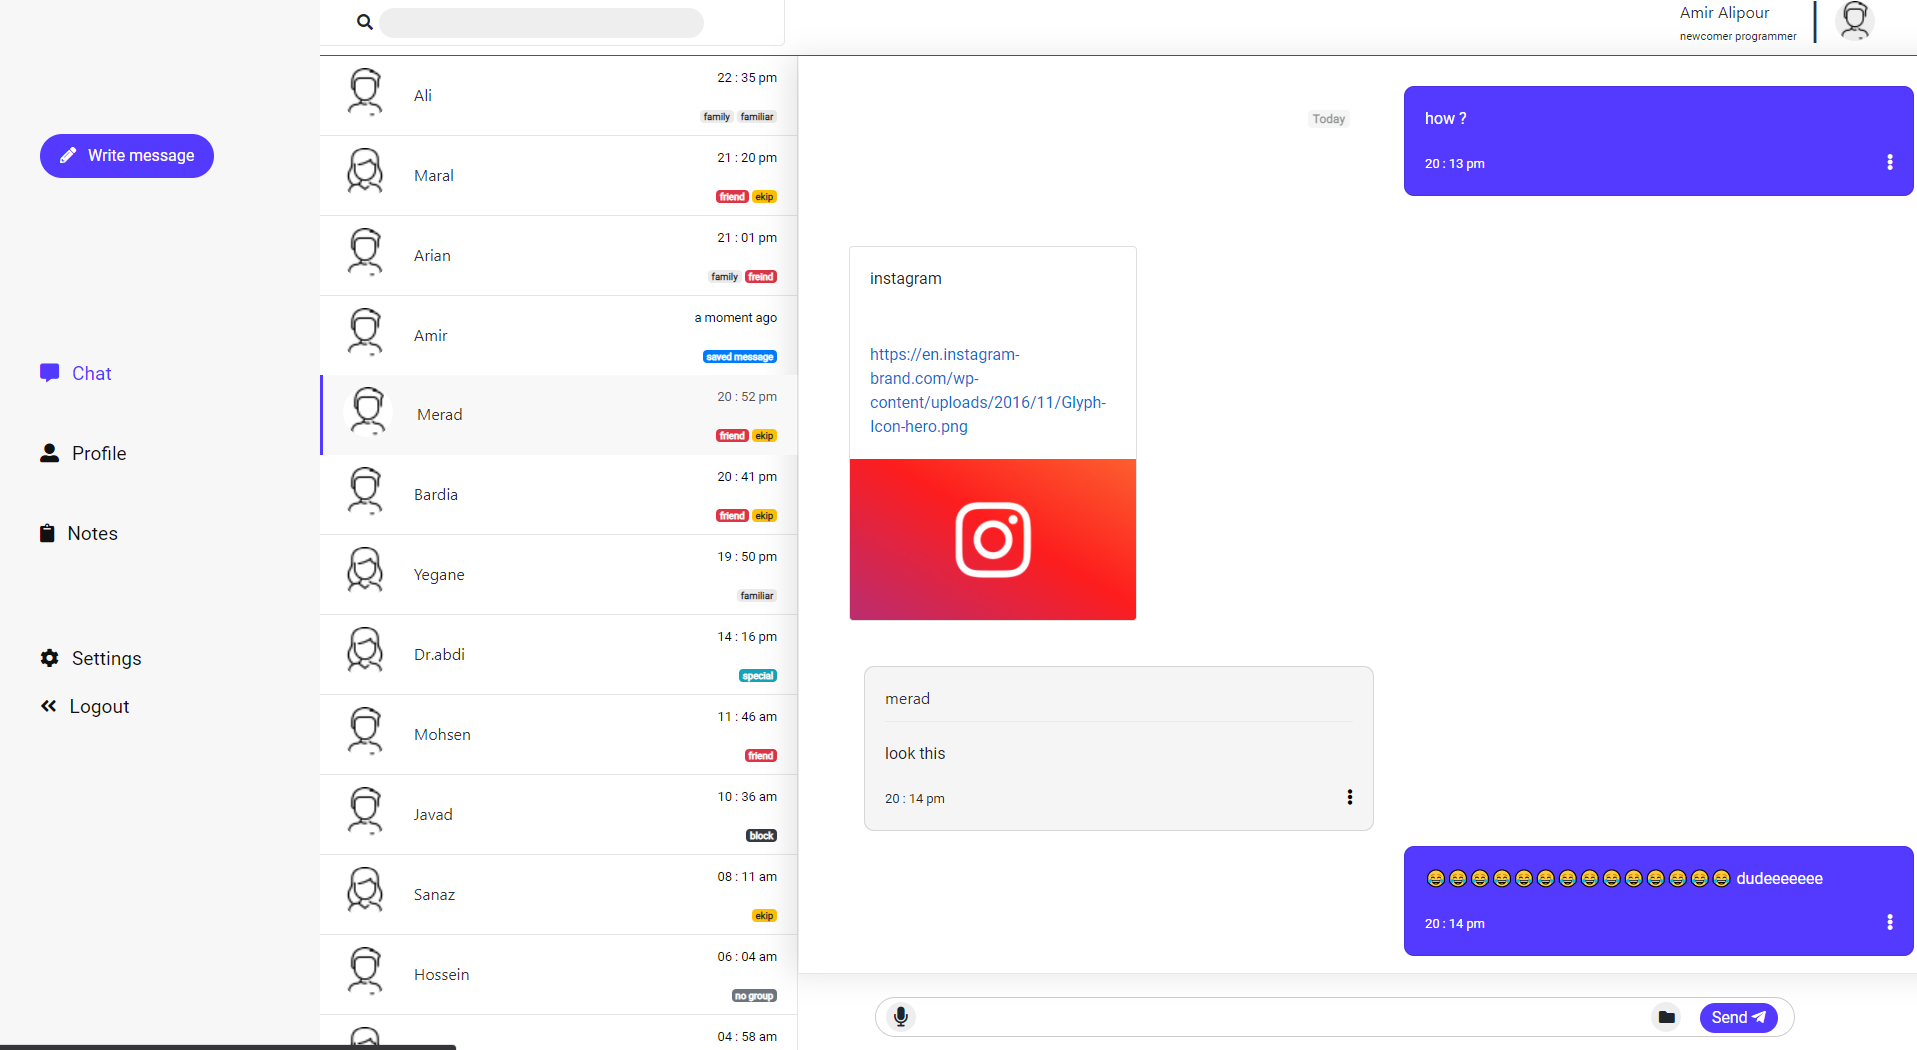 Amir Alipour
newcomer programmer
Write message
Chat
Profile
Notes
Settings
Logout
Ali
22 : 35 pm
family familiar
Maral
21 : 20 pm
friend ekip
Arian
21 : 01 pm
family freind
Amir
a moment ago
saved message
Merad
20 : 52 pm
friend ekip
Bardia
20 : 41 pm
friend ekip
Yegane
19 : 50 pm
familiar
Dr.abdi
14 : 16 pm
special
Mohsen
11 : 46 am
friend
Javad
10 : 36 am
block
Sanaz
08 : 11 am
ekip
Hossein
06 : 04 am
no group
04 : 58 am
Today
how ?
20 : 13 pm
instagram
https://en.instagram-
brand.com/wp-
content/uploads/2016/11/Glyph-
Icon-hero.png
merad
look this
20 : 14 pm
😂😂😂😂😂😂😂😂😂😂😂😂😂😂 dudeeeeeee
20 : 14 pm
Send